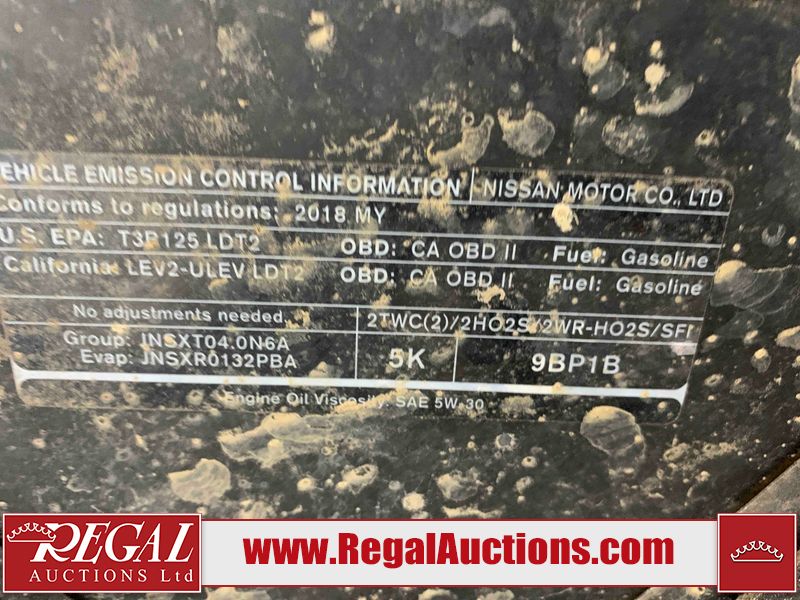 EHICLE EMISSION CONTROL INFORMATION NISSAN MOTOR CO., LTD
Conforms to regulations: 2018 MY
U.S. EPA: T3B125 LDT2 OBD: CA OBD II Fuel: Gasoline
California: LEV2-ULEV LDT2 OBD: CA OBD II Fuel: Gasoline
No adjustments needed. 2TWC(2)/2HO2S/2WR-HO2S/SFI
Group: JNSXT04.0N6A
Evap: JNSXR0132PBA
5K 9BP1B
Engine Oil Viscosity: SAE 5W-30
REGAL
AUCTIONS Ltd
www.RegalAuctions.com